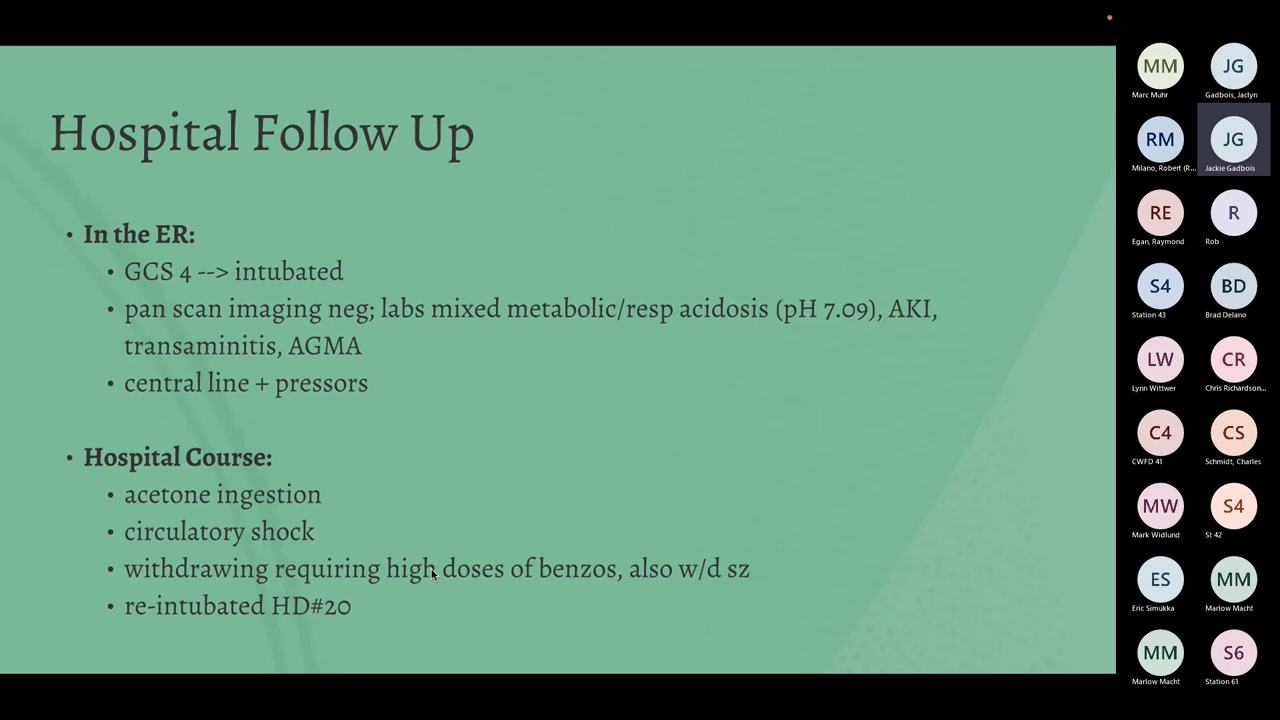 Hospital Follow Up
• In the ER:
• GCS 4 --> intubated
• pan scan imaging neg; labs mixed metabolic/resp acidosis (pH 7.09), AKI,
transaminitis, AGMA
• central line + pressors
• Hospital Course:
• acetone ingestion
• circulatory shock
• withdrawing requiring high doses of benzos, also w/d sz
• re-intubated HD#20
MM JG
Marc Muhr Gadbois, Jaclyn
RM JG
Milano, Robert (R... Jackie Gadbois
RE R
Egan, Raymond Rob
S4 BD
Station 43 Brad Delano
LW CR
Lynn Wittwer Chris Richardson...
C4 CS
CWFD 41 Schmidt, Charles
MW S4
Mark Widlund St 42
ES MM
Eric Simukka Marlow Macht
MM S6
Marlow Macht Station 61